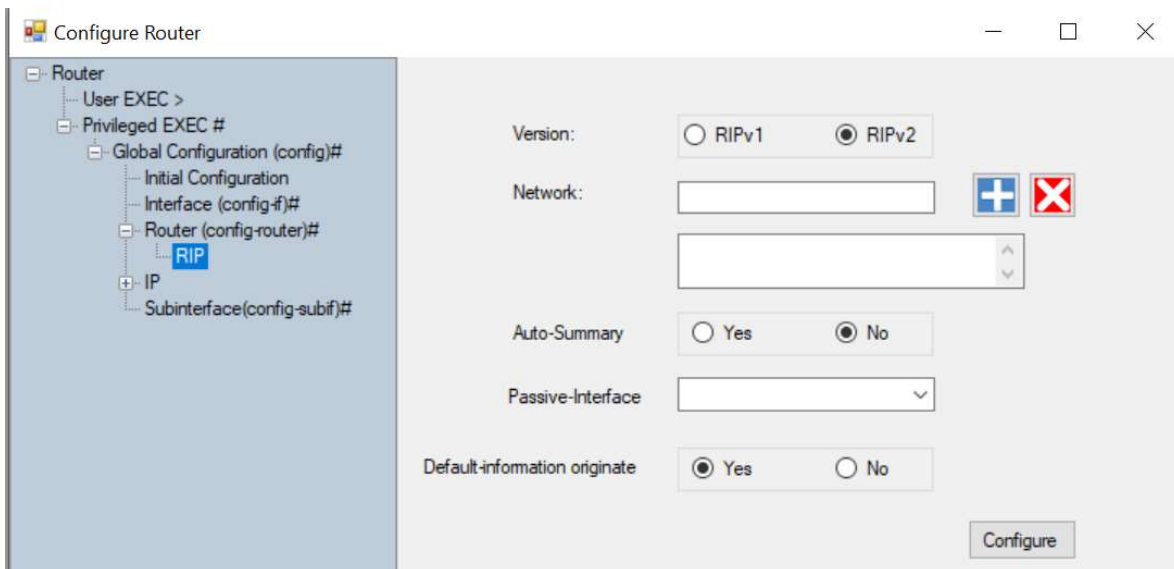 Configure Router
Router
User EXEC >
Privileged EXEC #
Global Configuration (config)#
Initial Configuration
Interface (config-if)#
Router (config-router)#
RIP
IP
Subinterface(config-subif)#
Version: RIPv1 RIPv2
Network:
Auto-Summary Yes No
Passive-Interface
Default-information originate Yes No
Configure